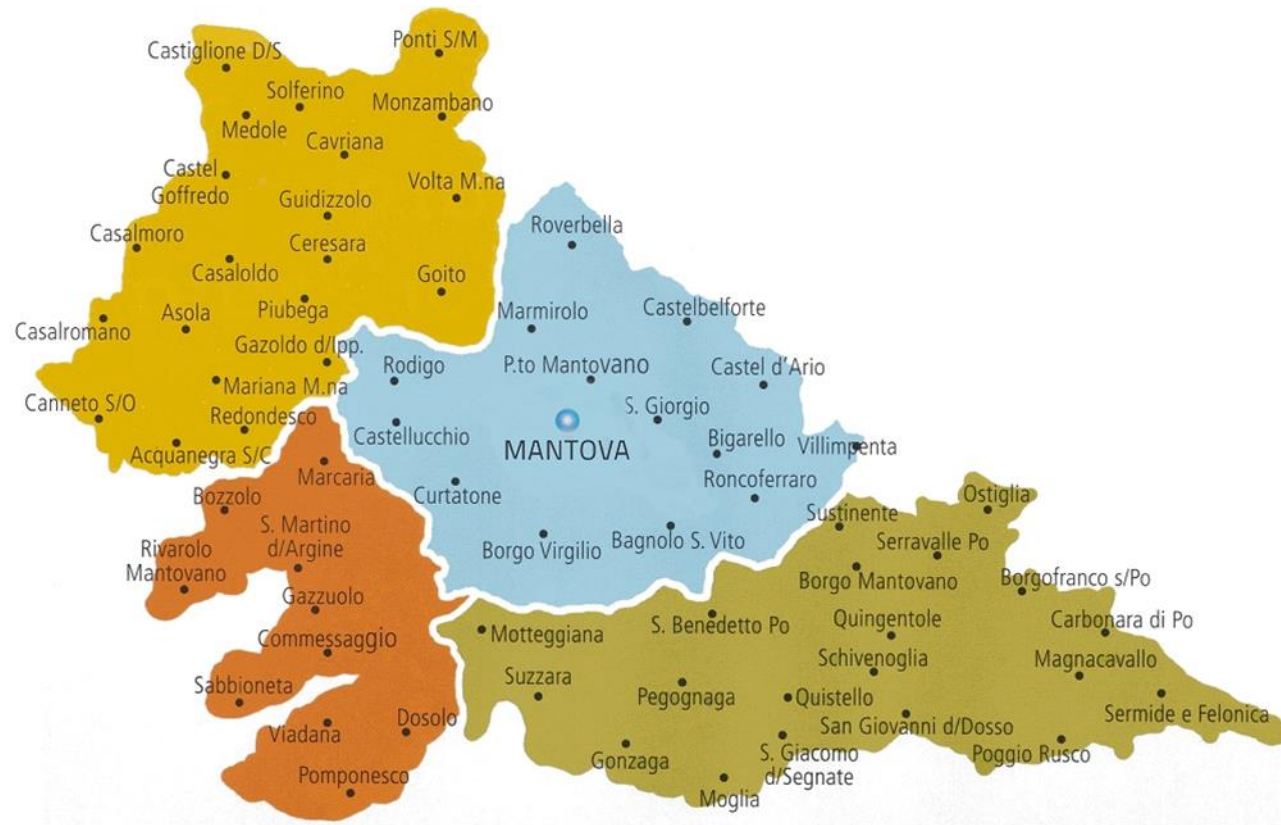 Ponti S/M
Castiglione D/S
Solferino
Monzambano
Medole
Cavriana
Castel
Goffredo
Volta M.na
Guidizzolo
Roverbella
Casalmoro
Ceresara
Casaloldo
Goito
Piubega
Asola
Marmirolo
Castelbelforte
Casalromano
Gazoldo d/Ipp.
Rodigo
P.to Mantovano
Castel d'Ario
Mariana M.na
Canneto S/O
Redondesco
S. Giorgio
Castellucchio
MANTOVA
Bigarello
Villimpenta
Acquanegra S/C
Marcaria
Roncoferraro
Curtatone
Bozzolo
Ostiglia
Sustinente
S. Martino
d/Argine
Borgo Virgilio
Bagnolo S. Vito
Serravalle Po
Rivarolo
Mantovano
Borgo Mantovano
Borgofranco s/Po
Gazzuolo
Quingentole
Carbonara di Po
Commessaggio
Motteggiana
S. Benedetto Po
Schivenoglia
Magnacavallo
Sabbioneta
Suzzara
Pegognaga
Quistello
Sermide e Felonica
Viadana
Dosolo
San Giovanni d/Dosso
Poggio Rusco
Gonzaga
S. Giacomo
d/Segnate
Pomponesco
Moglia